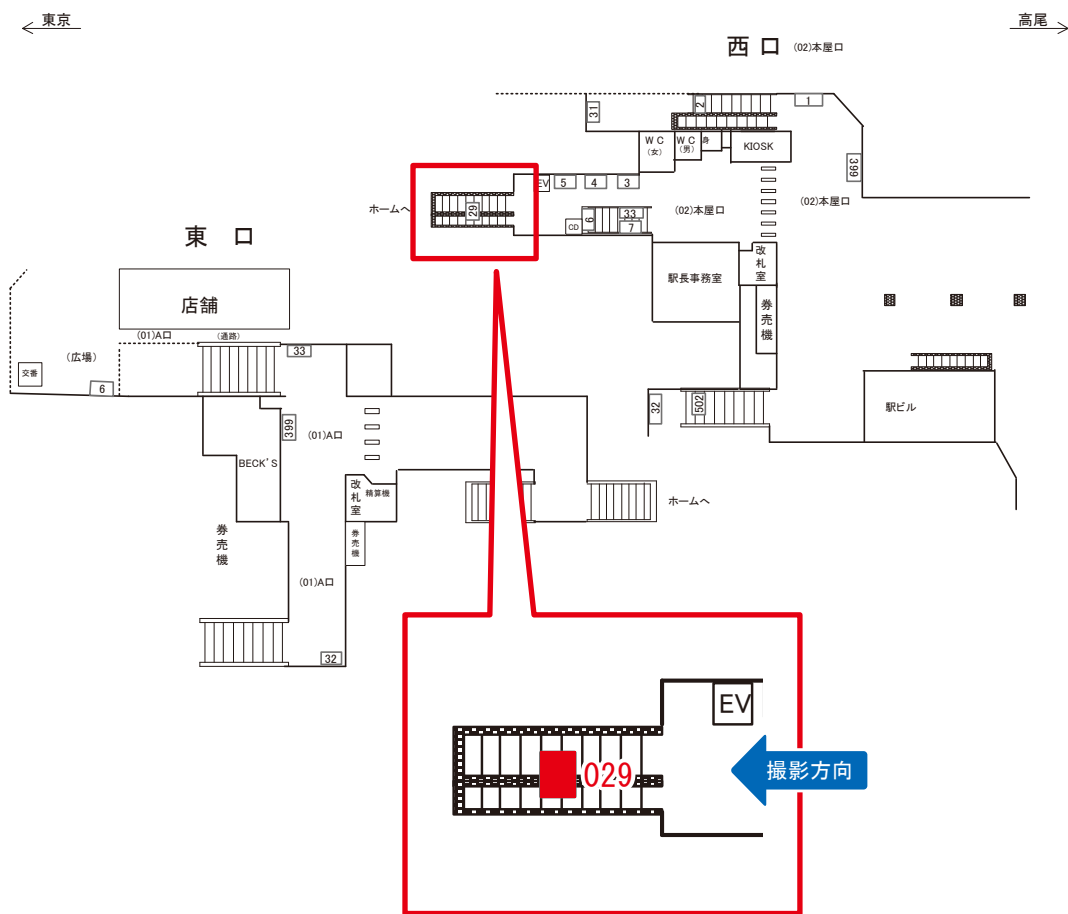 東京
高尾
西口 (02)本屋口
31
2
1
WC
(女)
WC
(男)
身
KIOSK
399
EV
5
4
3
ホームへ
29
(02)本屋口
(02)本屋口
6
33
7
CD
東 口
改札室
駅長事務室
店舗
券売機
(01)A口
(通路)
(広場)
33
交番
6
32
502
駅ビル
399
(01)A口
BECK'S
改札室
精算機
ホームへ
券売機
券売機
(01)A口
32
EV
029
撮影方向